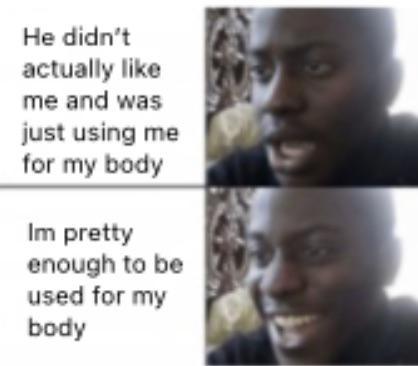 He didn't
actually like
me and was
just using me
for my body
Im pretty
enough to be
used for my
body